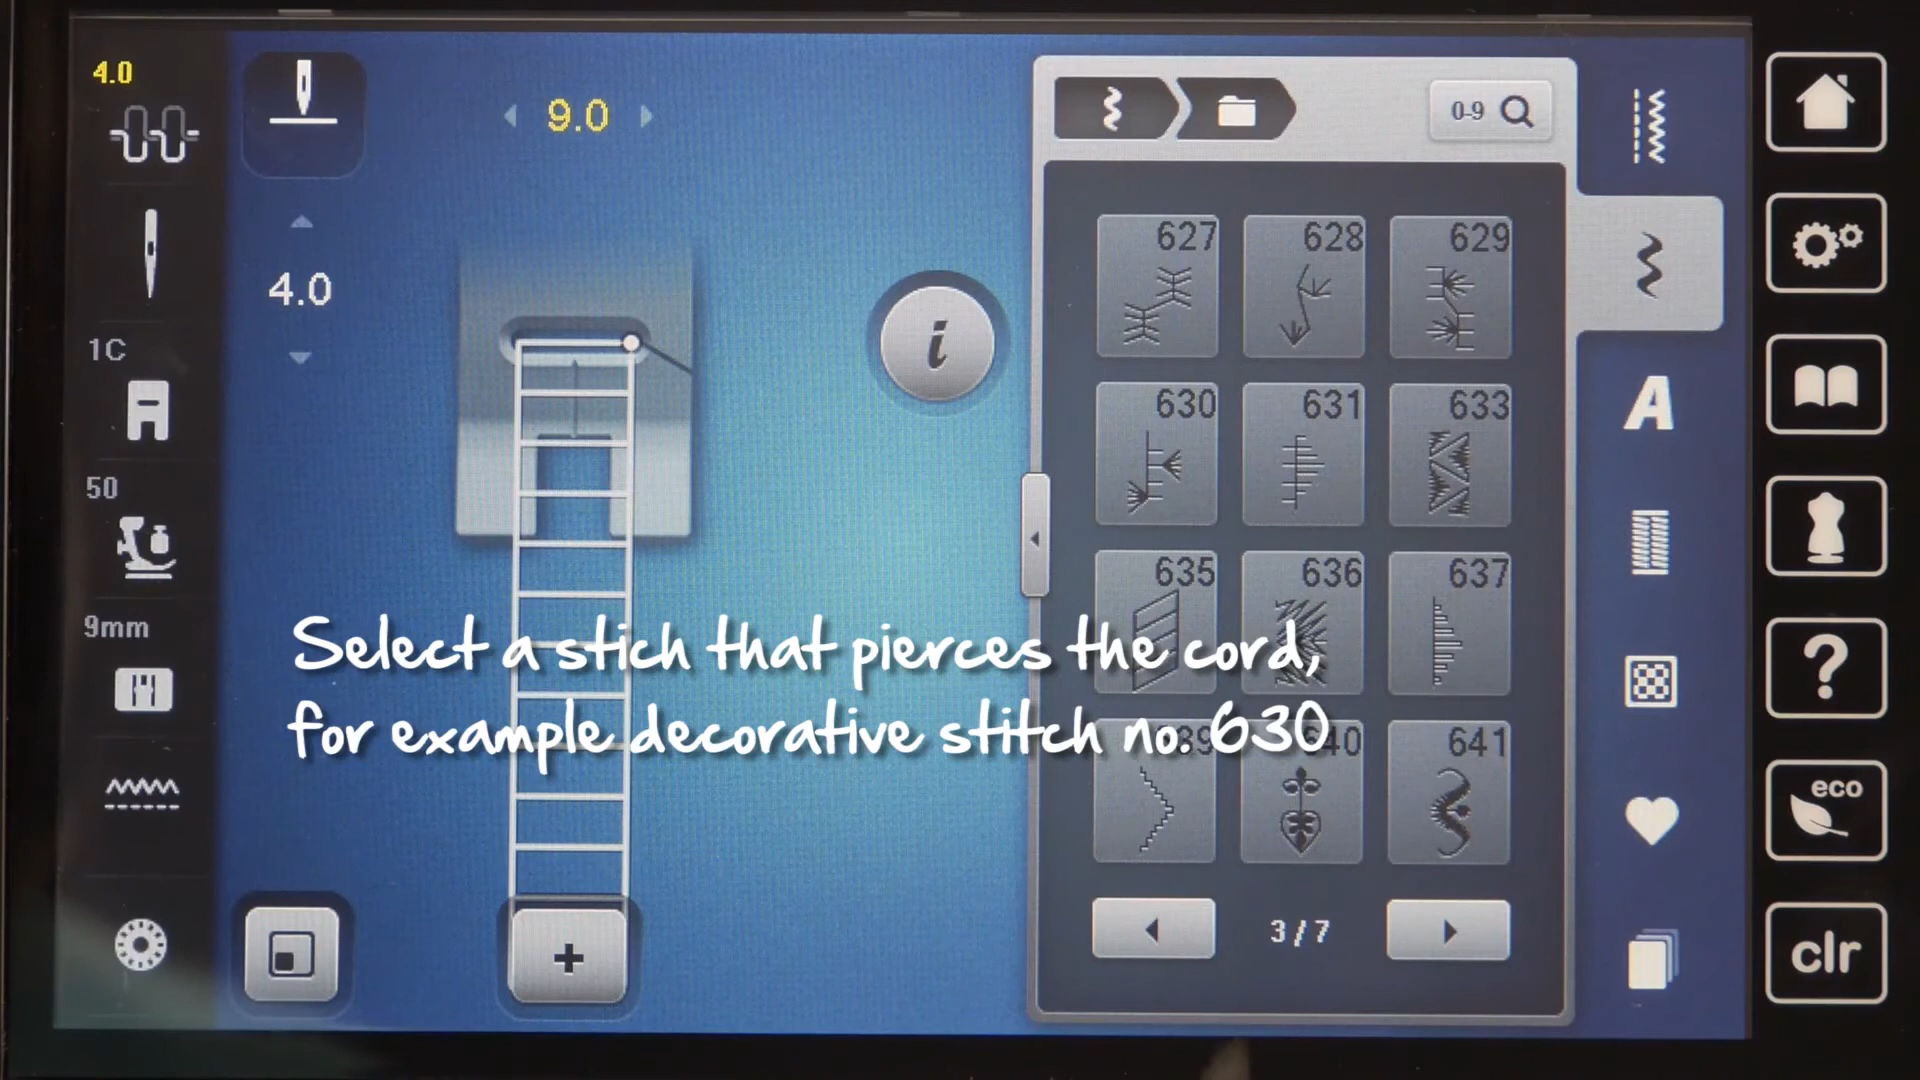 4.0
9.0
0-9
4.0
i
627 628 629
1C
A
630 631 633
50
635 636 637
9mm
Select a stich that pierces the cord,
for example decorative stitch no. 630
641
?
eco
+
3/7
clr